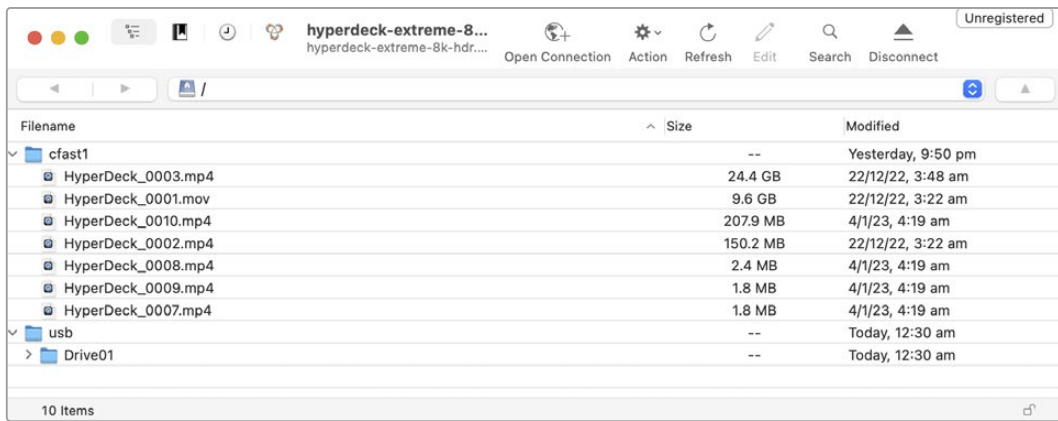 Unregistered
hyperdeck-extreme-8...
hyperdeck-extreme-8k-hdr....
Open Connection Action Refresh Edit Search Disconnect
/
Filename Size Modified
cfast1 -- Yesterday, 9:50 pm
HyperDeck_0003.mp4 24.4 GB 22/12/22, 3:48 am
HyperDeck_0001.mov 9.6 GB 22/12/22, 3:22 am
HyperDeck_0010.mp4 207.9 MB 4/1/23, 4:19 am
HyperDeck_0002.mp4 150.2 MB 22/12/22, 3:22 am
HyperDeck_0008.mp4 2.4 MB 4/1/23, 4:19 am
HyperDeck_0009.mp4 1.8 MB 4/1/23, 4:19 am
HyperDeck_0007.mp4 1.8 MB 4/1/23, 4:19 am
usb -- Today, 12:30 am
Drive01 -- Today, 12:30 am
10 Items